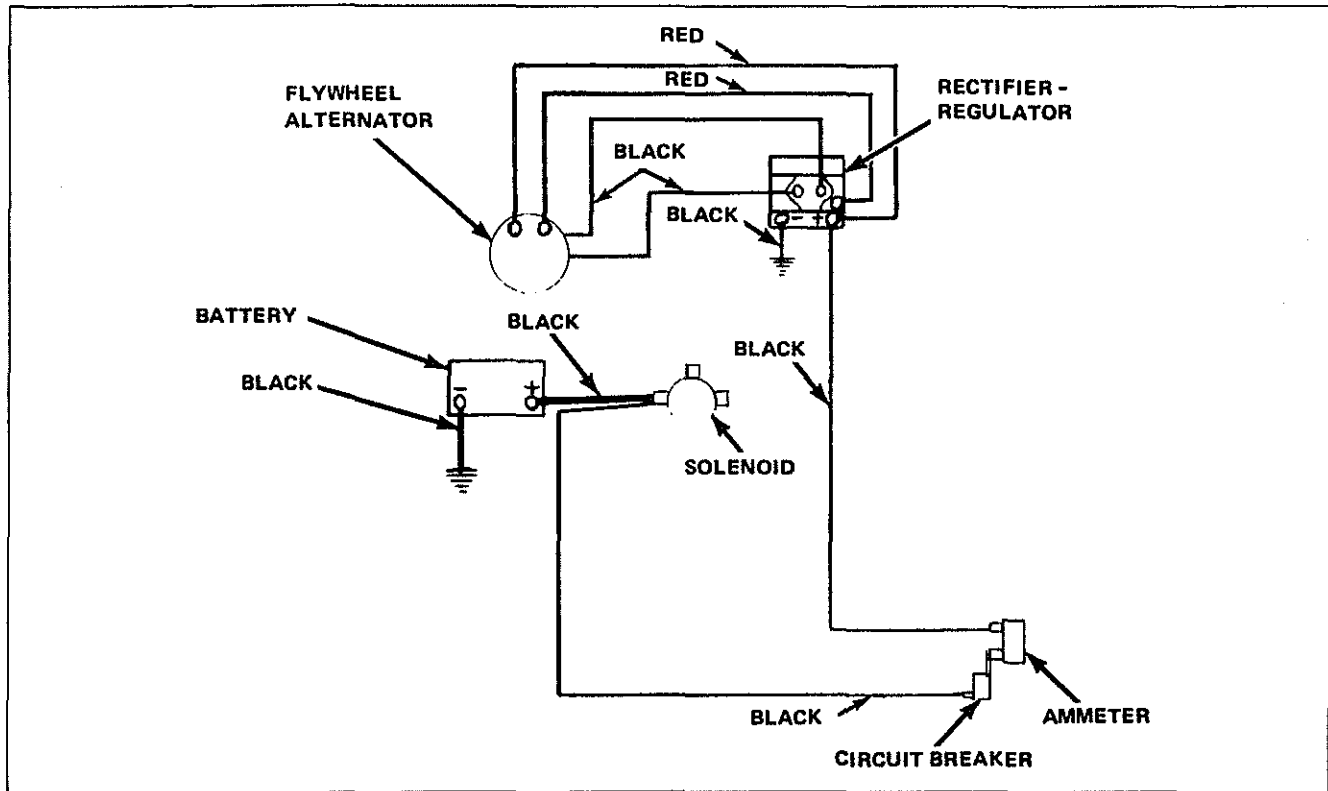 RED
RED
FLYWHEEL
ALTERNATOR
RECTIFIER -
REGULATOR
BLACK
BLACK
- +
BATTERY
BLACK
BLACK
BLACK
- +
SOLENOID
BLACK
AMMETER
CIRCUIT BREAKER